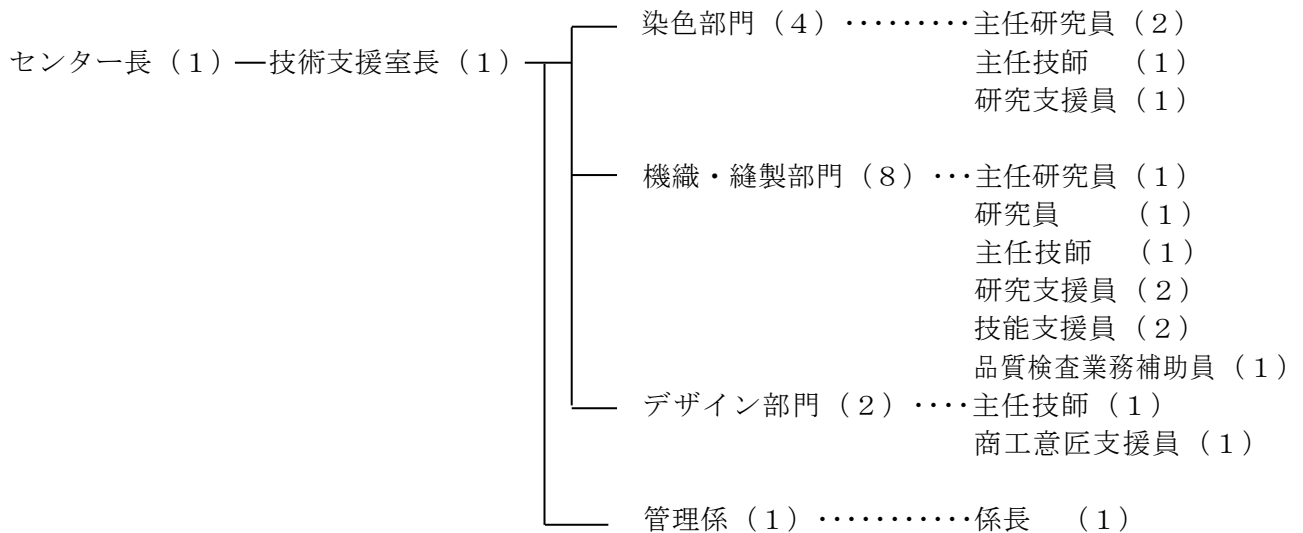 染色部門（４）·········主任研究員（２）
センター長（１）―技術支援室長（１）
主任技師　（１）
研究支援員（１）
機織・縫製部門（８）···主任研究員（１）
研究員　　（１）
主任技師　（１）
研究支援員（２）
技能支援員（２）
品質検査業務補助員（１）
デザイン部門（２）····主任技師（１）
商工意匠支援員（１）
管理係（１）···········係長　（１）